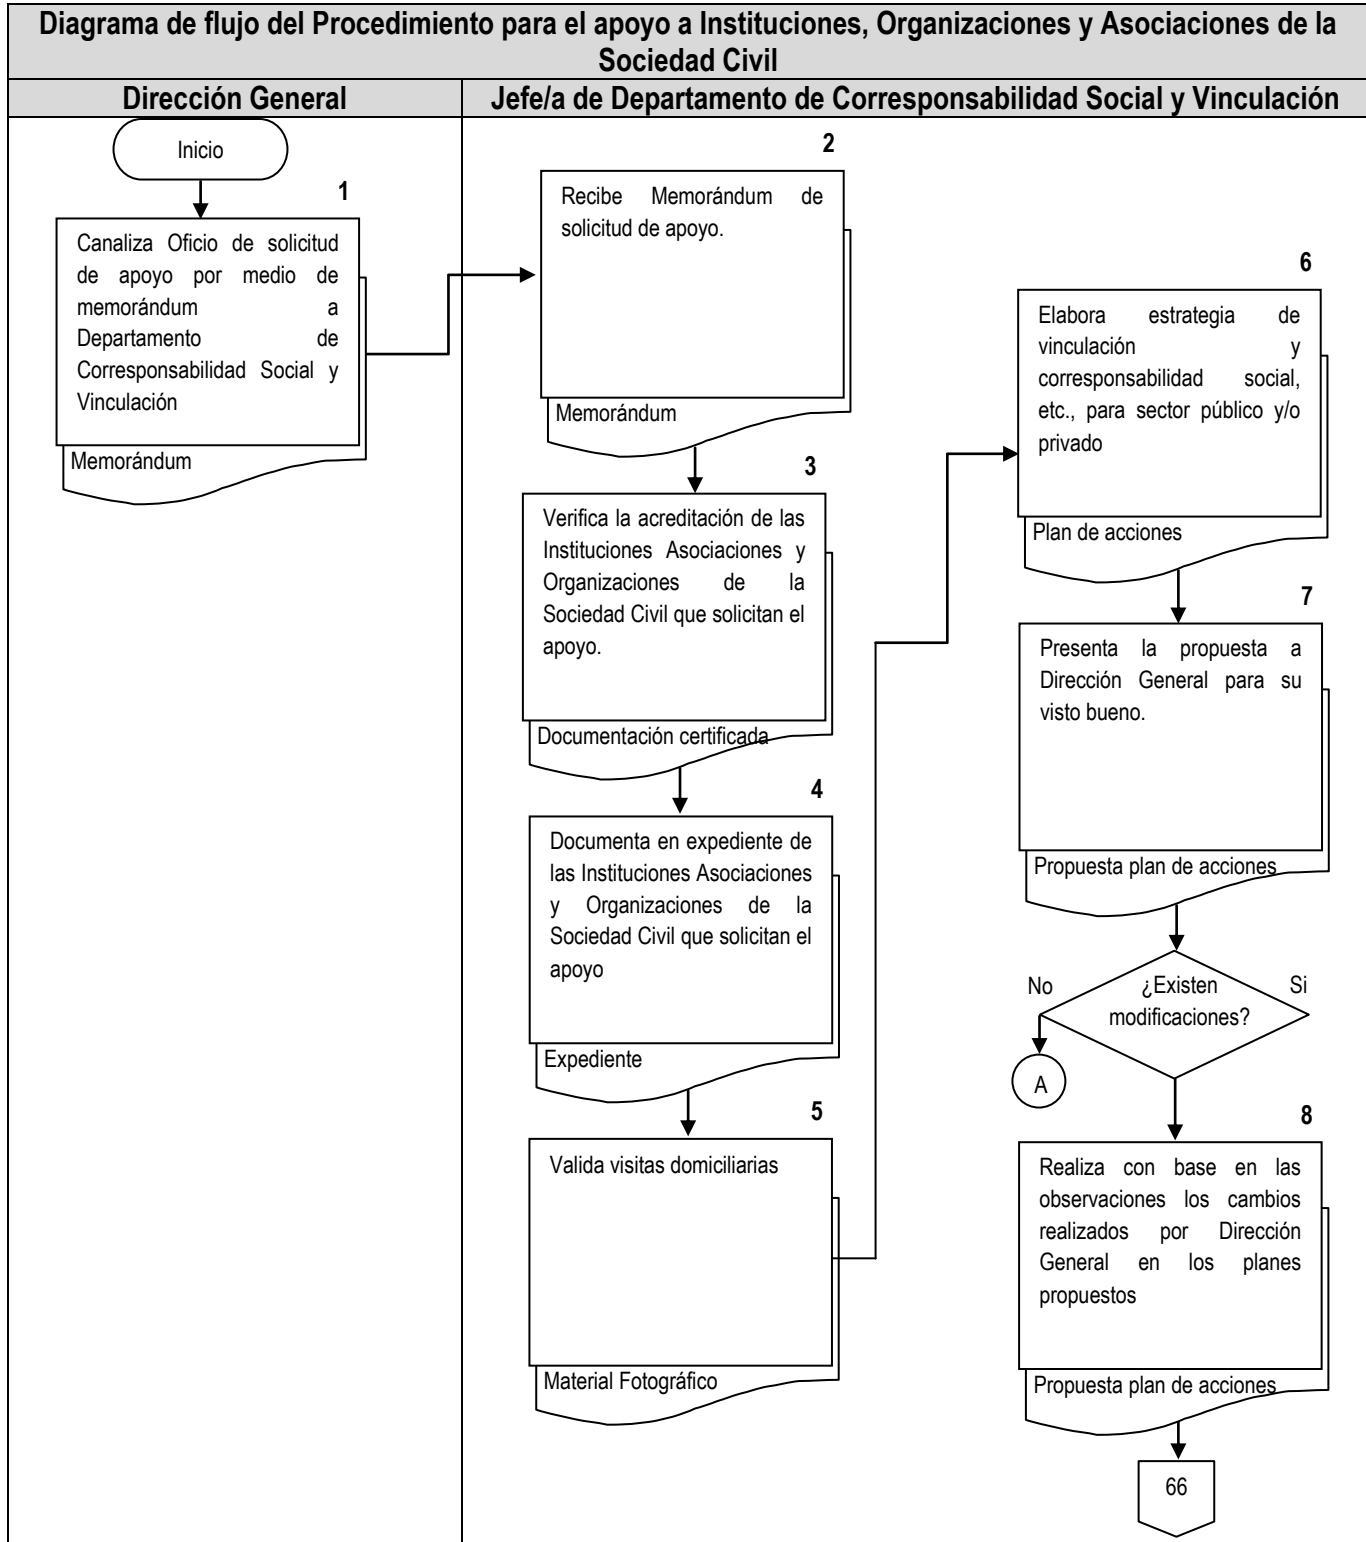 Diagrama de flujo del Procedimiento para el apoyo a Instituciones, Organizaciones y Asociaciones de la
Sociedad Civil
Dirección General
Jefe/a de Departamento de Corresponsabilidad Social y Vinculación
Inicio
1
Canaliza Oficio de solicitud
de apoyo por medio de
memorándum a
Departamento de
Corresponsabilidad Social y
Vinculación
Memorándum
2
Recibe Memorándum de
solicitud de apoyo.
Memorándum
3
Verifica la acreditación de las
Instituciones Asociaciones y
Organizaciones de la
Sociedad Civil que solicitan el
apoyo.
Documentación certificada
4
Documenta en expediente de
las Instituciones Asociaciones
y Organizaciones de la
Sociedad Civil que solicitan el
apoyo
Expediente
5
Valida visitas domiciliarias
Material Fotográfico
6
Elabora estrategia de
vinculación y
corresponsabilidad social,
etc., para sector público y/o
privado
Plan de acciones
7
Presenta la propuesta a
Dirección General para su
visto bueno.
Propuesta plan de acciones
No
¿Existen
modificaciones?
Si
A
8
Realiza con base en las
observaciones los cambios
realizados por Dirección
General en los planes
propuestos
Propuesta plan de acciones
66